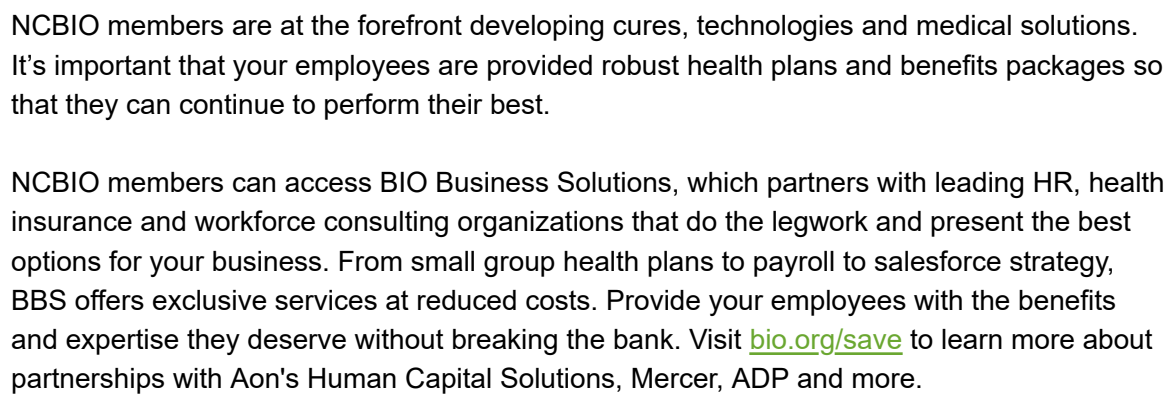 NCBIO members are at the forefront developing cures, technologies and medical solutions.
It’s important that your employees are provided robust health plans and benefits packages so
that they can continue to perform their best.
NCBIO members can access BIO Business Solutions, which partners with leading HR, health
insurance and workforce consulting organizations that do the legwork and present the best
options for your business. From small group health plans to payroll to salesforce strategy,
BBS offers exclusive services at reduced costs. Provide your employees with the benefits
and expertise they deserve without breaking the bank. Visit bio.org/save to learn more about
partnerships with Aon's Human Capital Solutions, Mercer, ADP and more.